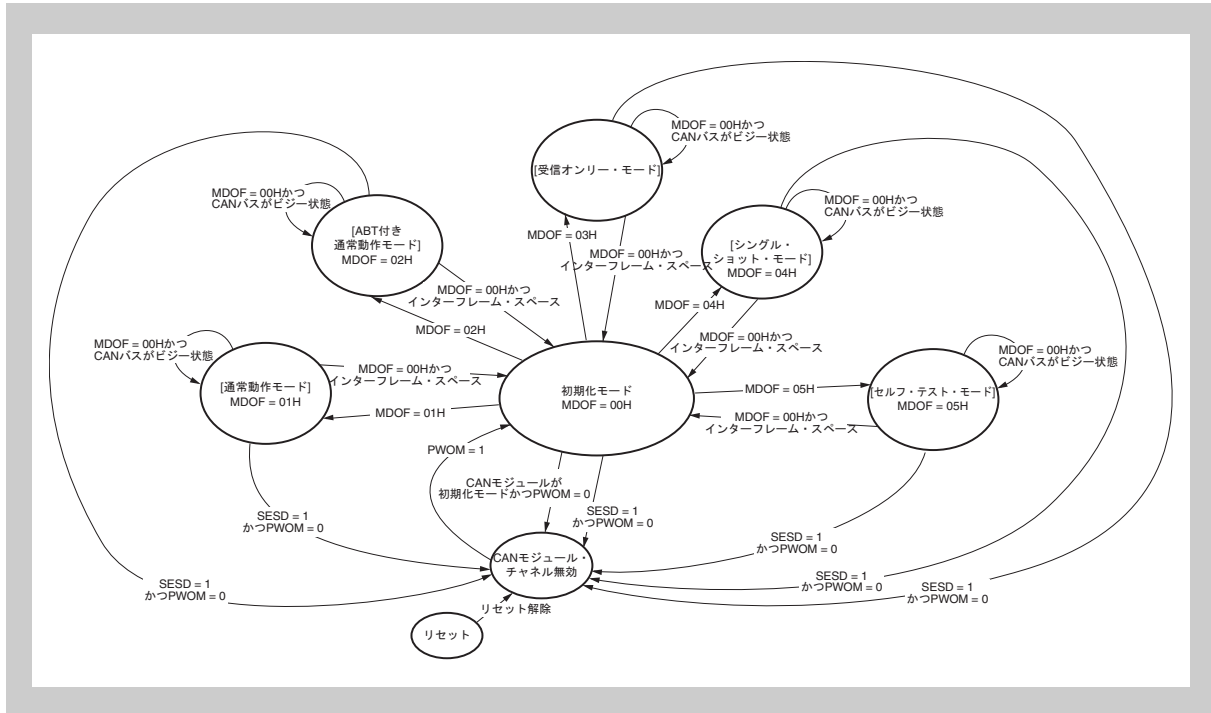 MDOF = 00Hかつ
CANバスがビジー状態
[受信オンリー・モード]
MDOF = 00Hかつ
CANバスがビジー状態
[ABT付き
通常動作モード]
MDOF = 02H
MDOF = 00Hかつ
CANバスがビジー状態
[シングル・
ショット・モード]
MDOF = 04H
MDOF = 03H
MDOF = 00Hかつ
インターフレーム・スペース
MDOF = 00Hかつ
インターフレーム・スペース
MDOF = 04H
MDOF = 02H
MDOF = 00Hかつ
インターフレーム・スペース
MDOF = 00Hかつ
CANバスがビジー状態
MDOF = 00Hかつ
CANバスがビジー状態
[通常動作モード]
MDOF = 01H
MDOF = 00Hかつ
インターフレーム・スペース
MDOF = 01H
初期化モード
MDOF = 00H
MDOF = 05H
MDOF = 00Hかつ
インターフレーム・スペース
[セルフ・テスト・モード]
MDOF = 05H
PWOM = 1
CANモジュールが
初期化モードかつPWOM = 0
SESD = 1
かつPWOM = 0
SESD = 1
かつPWOM = 0
SESD = 1
かつPWOM = 0
CANモジュール・
チャネル無効
SESD = 1
かつPWOM = 0
SESD = 1
かつPWOM = 0
SESD = 1
かつPWOM = 0
リセット解除
リセット